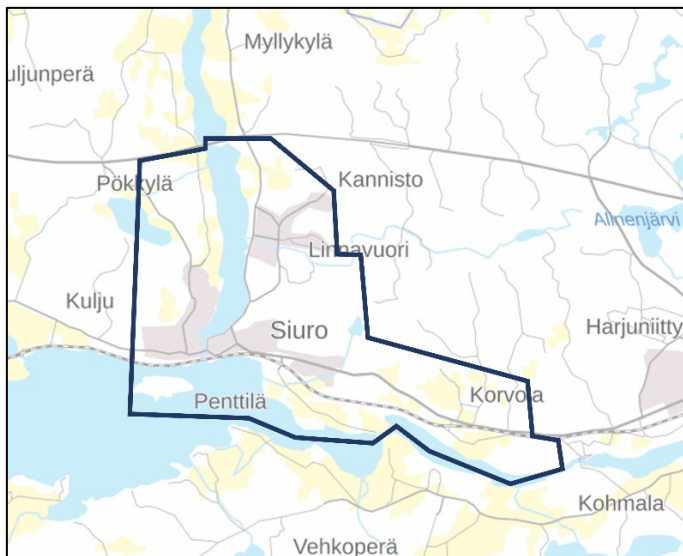 Myllykylä
uljunperä
Pökkylä
Kannisto
Alinenjärvi
Linnavuori
Kulju
Siuro
Harjuniitty
Penttilä
Korvola
Kohmala
Vehkoperä